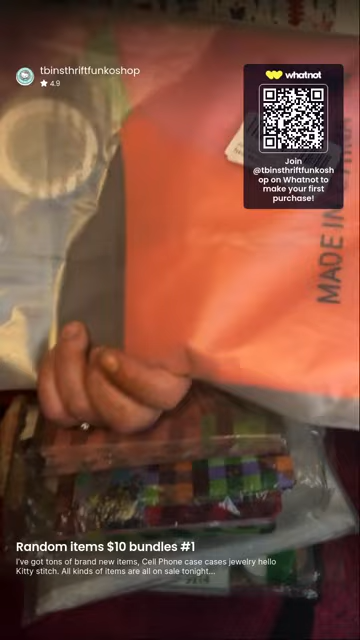 tbinsthriftfunkoshop
4.9
whatnot
Join
@tbinsthriftfunkosh
op on Whatnot to
make your first
purchase!
MADE IN
Random items $10 bundles #1
I've got tons of brand new items, Cell Phone case cases jewelry hello
Kitty stitch. All kinds of items are all on sale tonight...